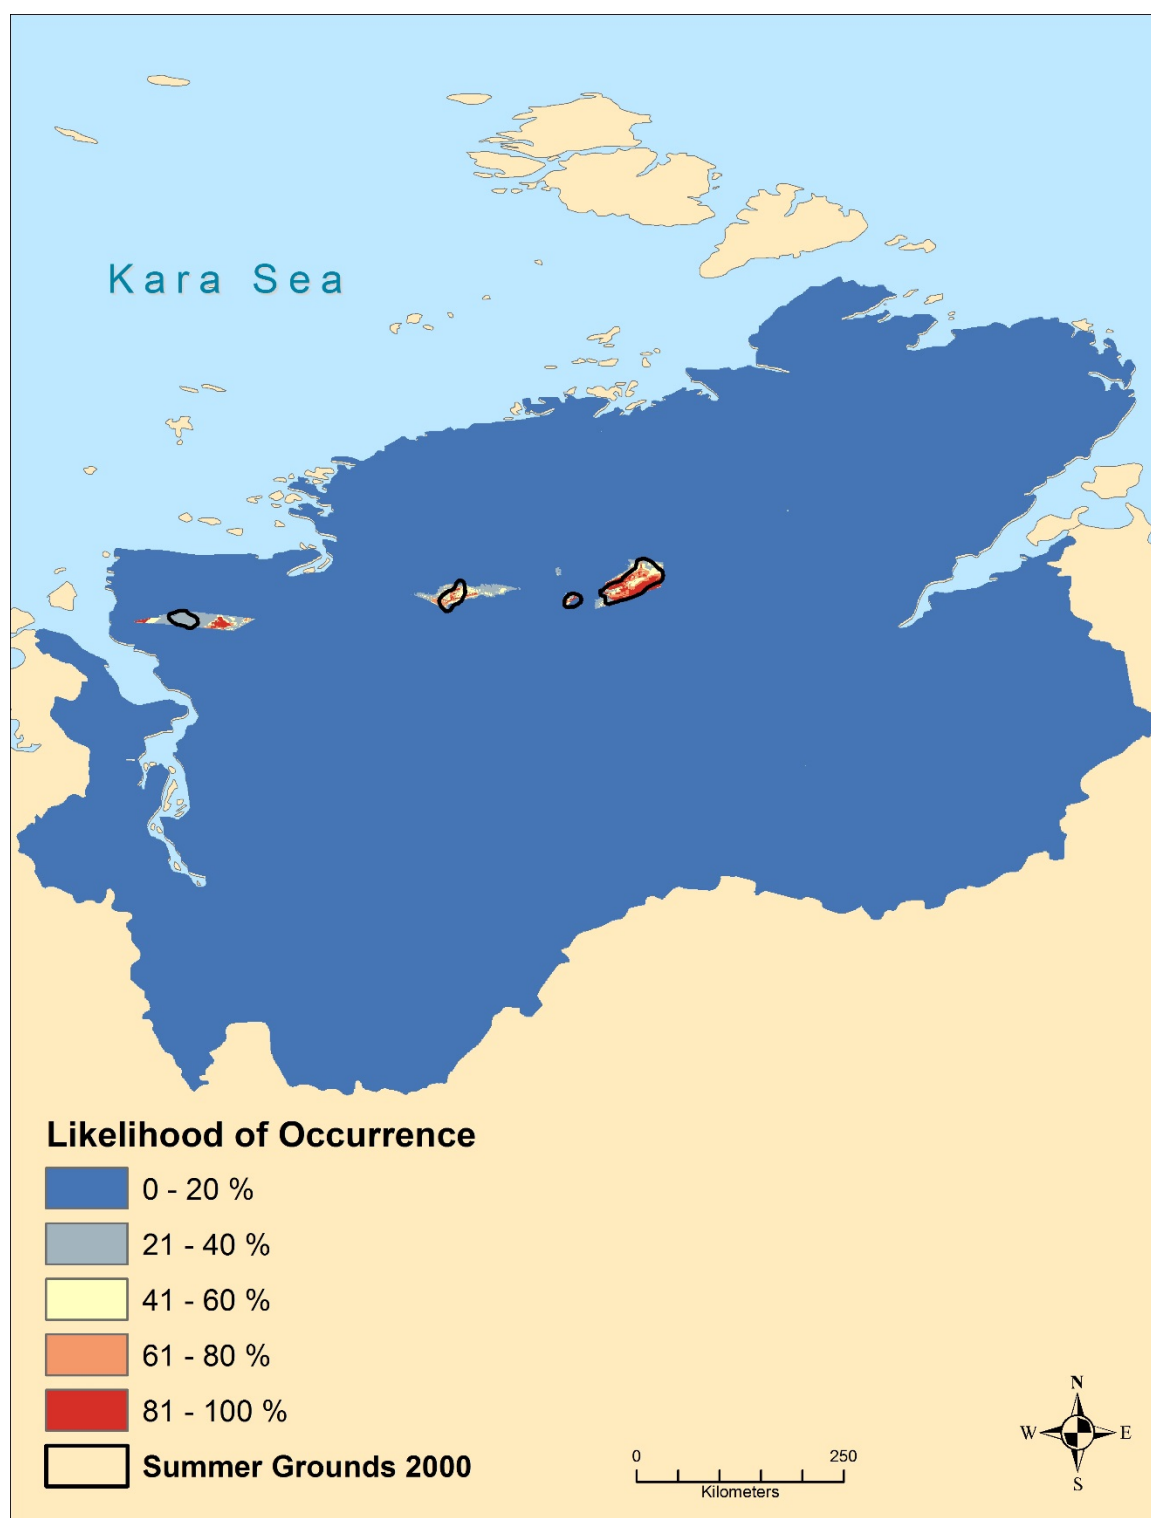 Kara Sea
Likelihood of Occurrence
0 - 20 %
21 - 40 %
41 - 60 %
61 - 80 %
81 - 100 %
Summer Grounds 2000
0 250
Kilometers
N
W E
S